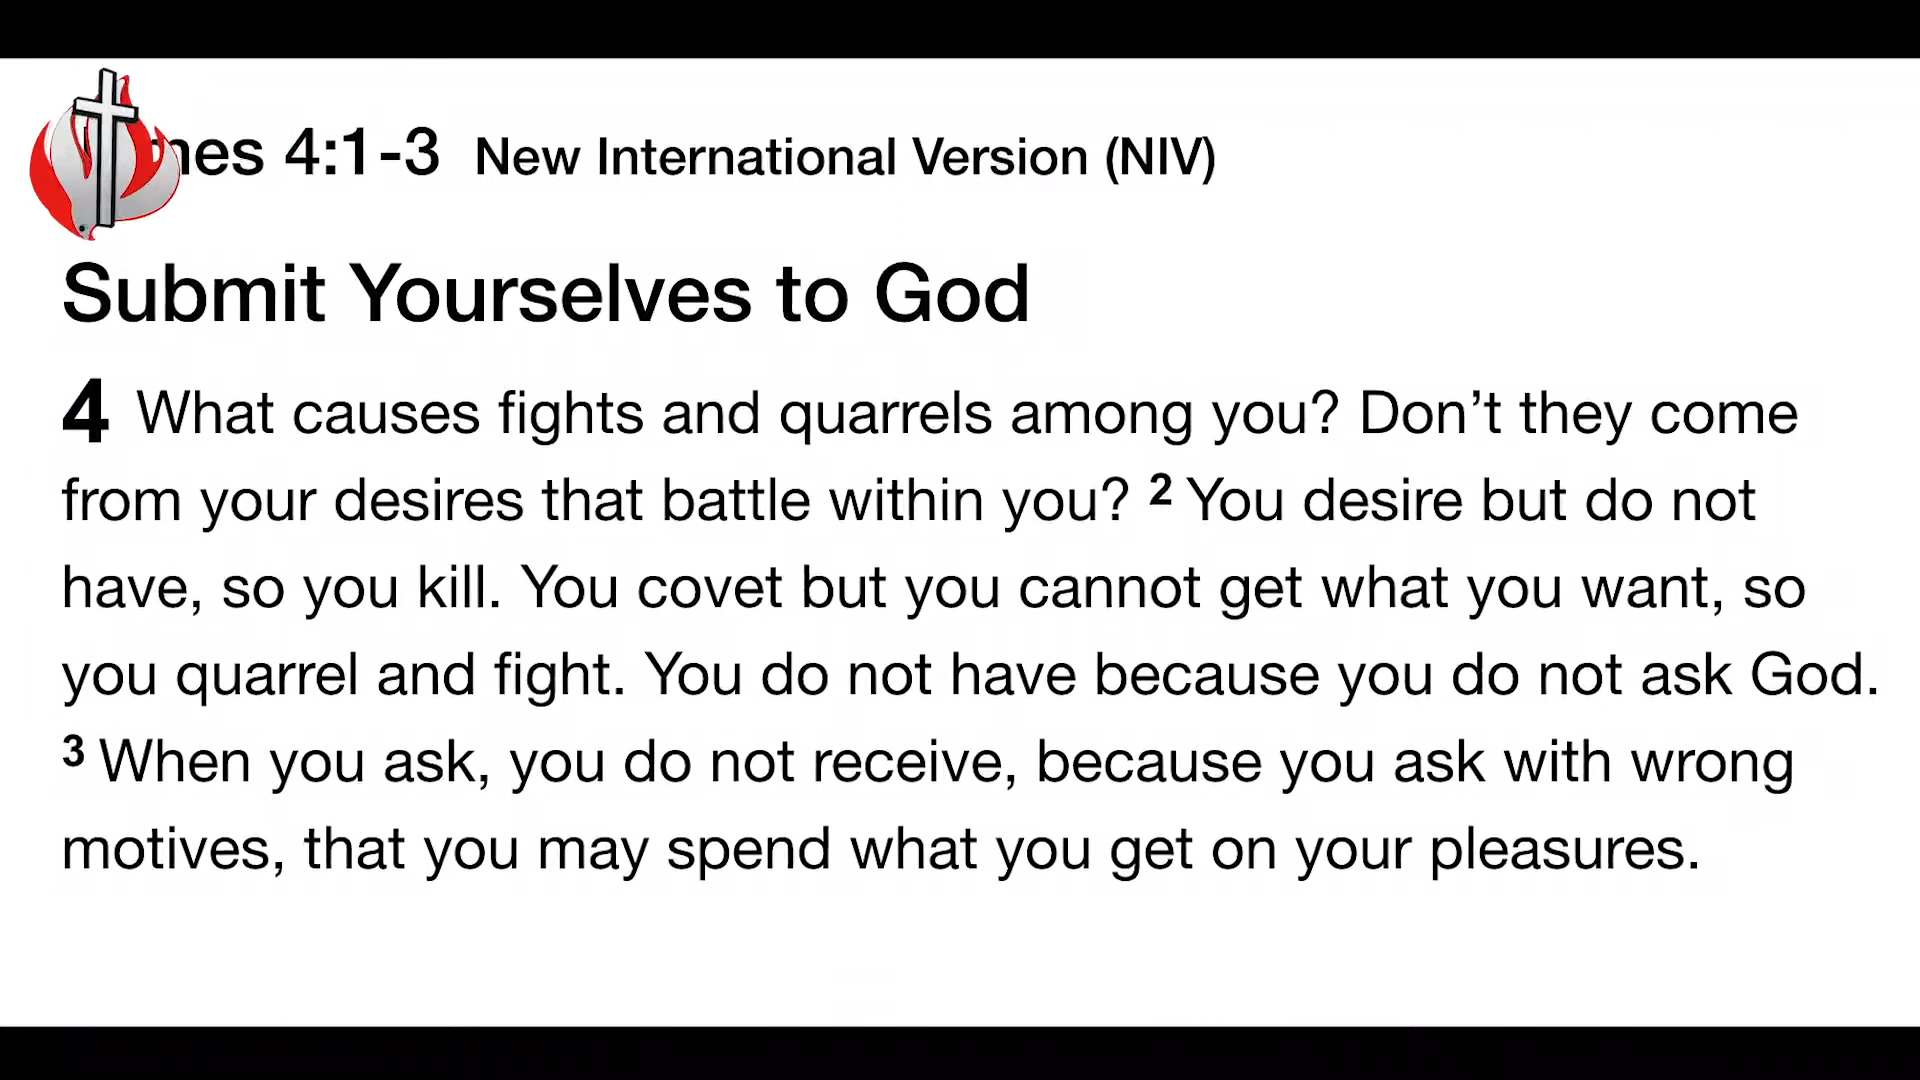 4:1-3 New International Version (NIV)
Submit Yourselves to God
4 What causes fights and quarrels among you? Don’t they come
from your desires that battle within you? 2 You desire but do not
have, so you kill. You covet but you cannot get what you want, so
you quarrel and fight. You do not have because you do not ask God.
3 When you ask, you do not receive, because you ask with wrong
motives, that you may spend what you get on your pleasures.